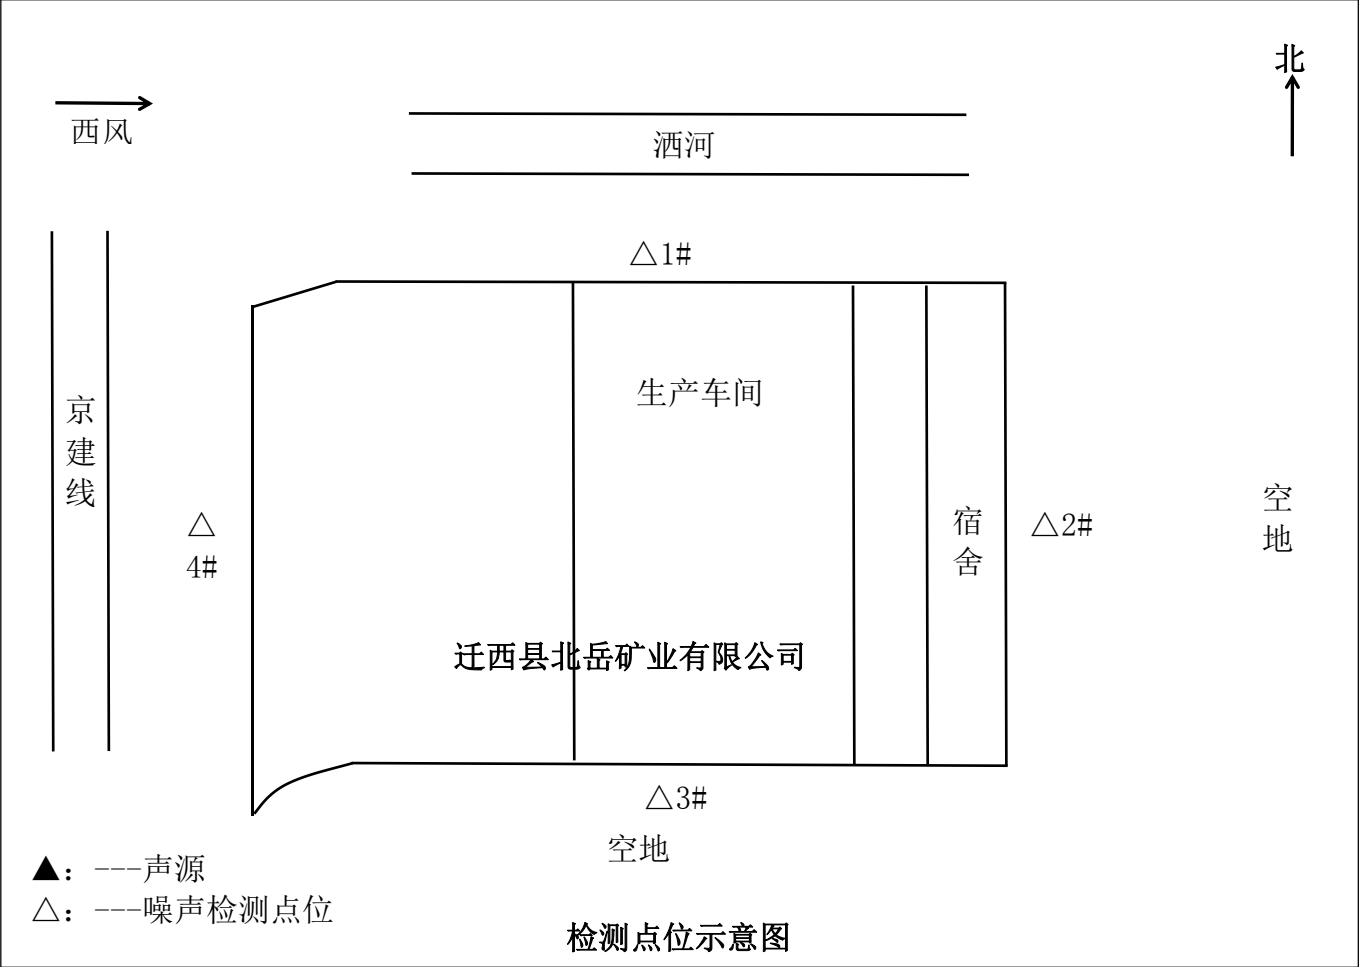 北
西风
洒河
△1#
生产车间
京建线
空地
宿舍
△2#
△
4#
迁西县北岳矿业有限公司
△3#
空地
▲：---声源
△：---噪声检测点位
检测点位示意图